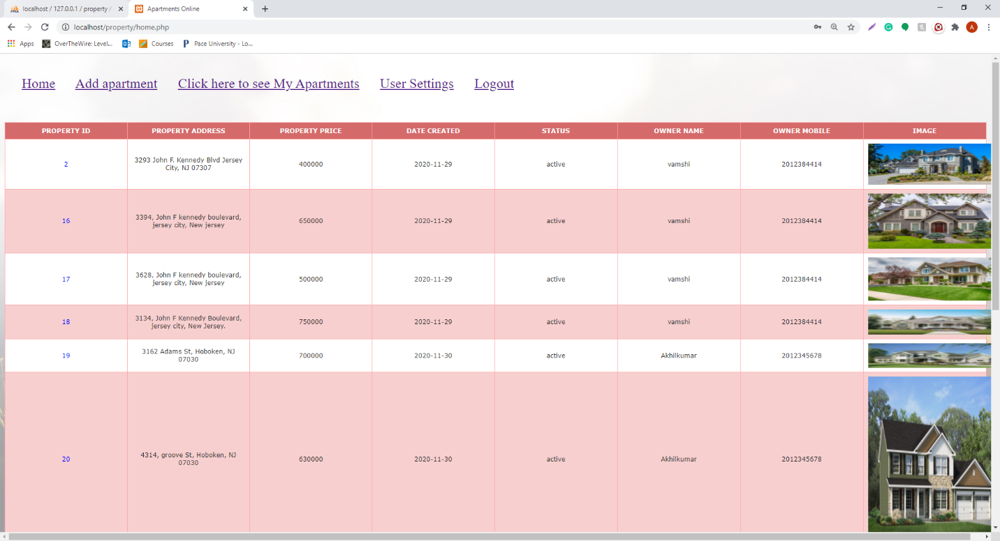 localhost / 127.0.0.1 / property /
Apartments Online
localhost/property/home.php
A
Apps OverTheWire: Level... Courses P Pace University - Lo...
Home Add apartment Click here to see My Apartments User Settings Logout
PROPERTY ID PROPERTY ADDRESS PROPERTY PRICE DATE CREATED STATUS OWNER NAME OWNER MOBILE IMAGE
2 3293 John F. Kennedy Blvd Jersey 400000 2020-11-29 active vamshi 2012384414
City, NJ 07307
16 3394, John F kennedy boulevard, 650000 2020-11-29 active vamshi 2012384414
jersey city, New jersey
17 3628, John F kennedy boulevard, 500000 2020-11-29 active vamshi 2012384414
jersey city, New jersey
18 3134, John F Kennedy Boulevard, 750000 2020-11-29 active vamshi 2012384414
jersey city, New Jersey.
19 3162 Adams St, Hoboken, NJ 700000 2020-11-30 active Akhilkumar 2012345678
07030
20 4314, groove St, Hoboken, NJ 630000 2020-11-30 active Akhilkumar 2012345678
07030